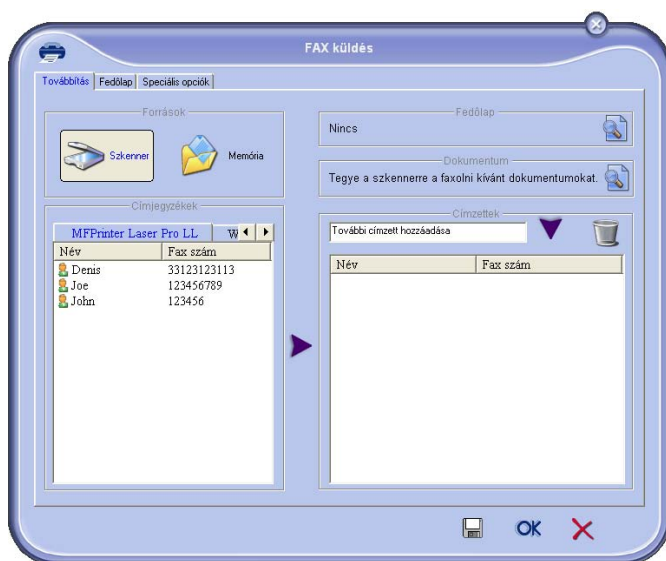 FAX küldés
Továbbítás Fedőlap Speciális opciók
Források
Szkenner Memória
Címjegyzékek
MFPrinter Laser Pro LL W
Név Fax szám
Denis 33123123113
Joe 123456789
John 123456
Fedőlap
Nincs
Dokumentum
Tegye a szkennerre a faxolni kívánt dokumentumokat.
Címzettek
További címzett hozzáadása
Név Fax szám
OK